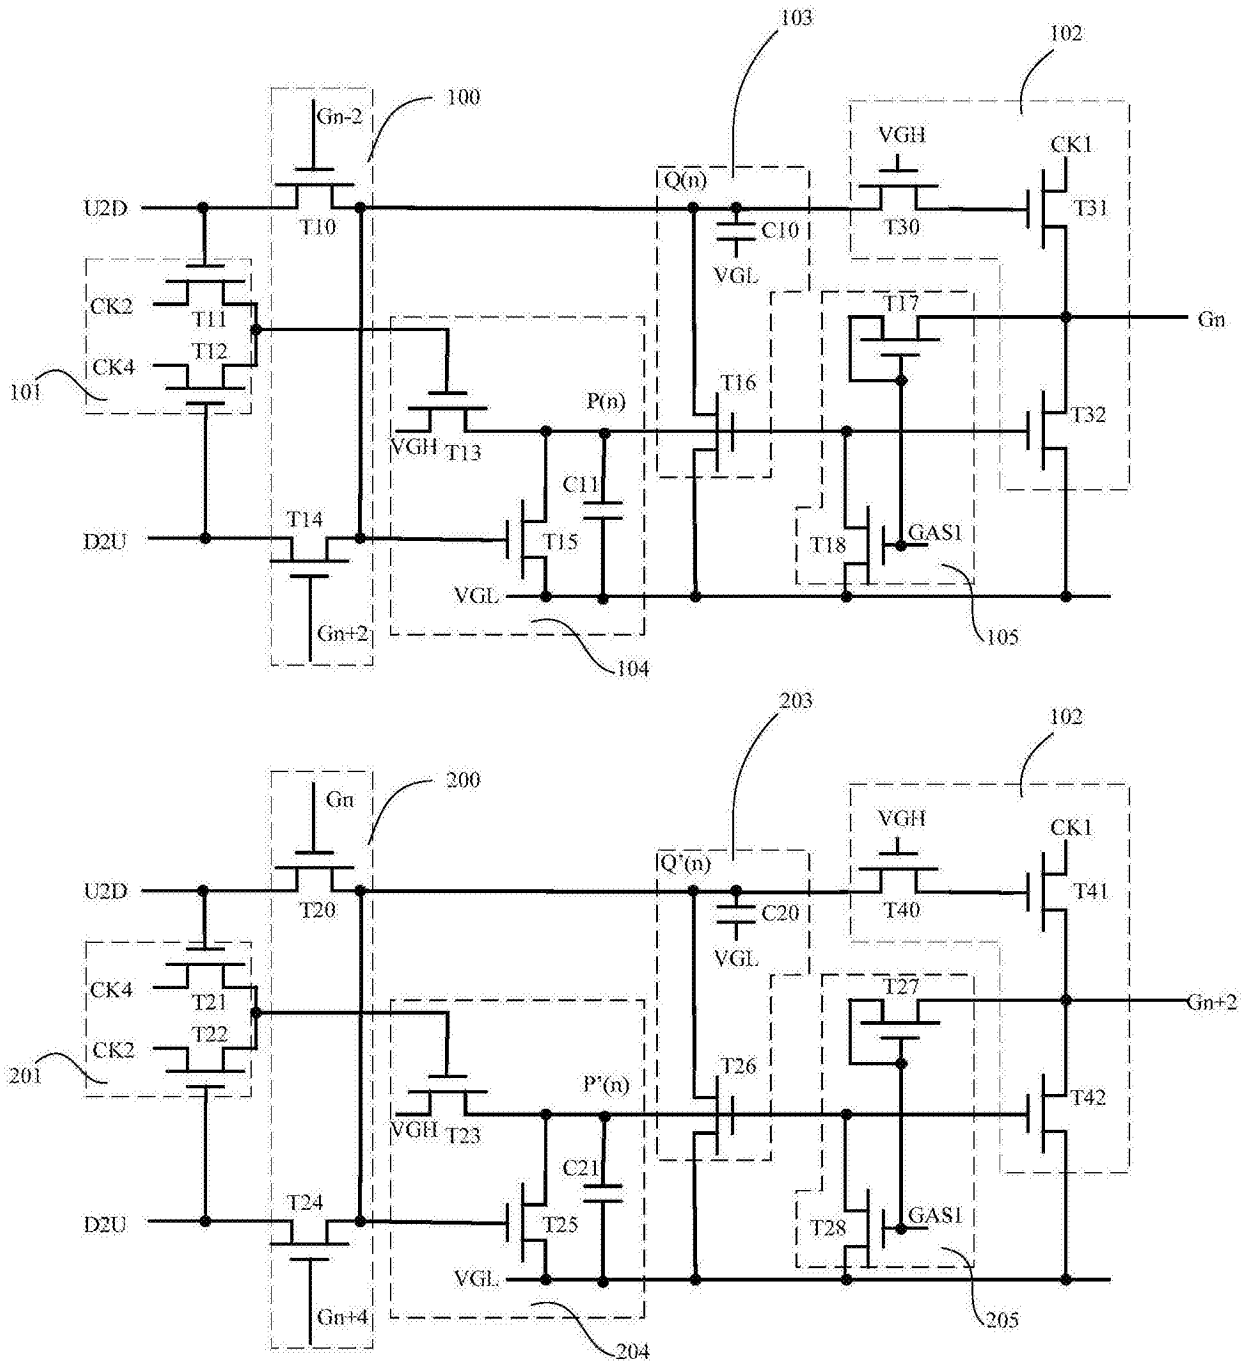 103
102
100
Gn-2
VGH
CK1
Q(n)
U2D
T10
C10
T30
T31
VGL
CK2
T11
T17
Gn
T12
CK4
101
P(n)
T16
T32
VGH
T13
C11
T14
D2U
T15
T18
GAS1
VGL
Gn+2
105
104
203
102
200
Gn
VGH
CK1
Q'(n)
U2D
T20
C20
T40
T41
VGL
CK4
T21
T27
Gn+2
T22
CK2
201
P'(n)
T26
T42
VGH
T23
C21
T24
D2U
T25
T28
GAS1
VGL
Gn+4
205
204